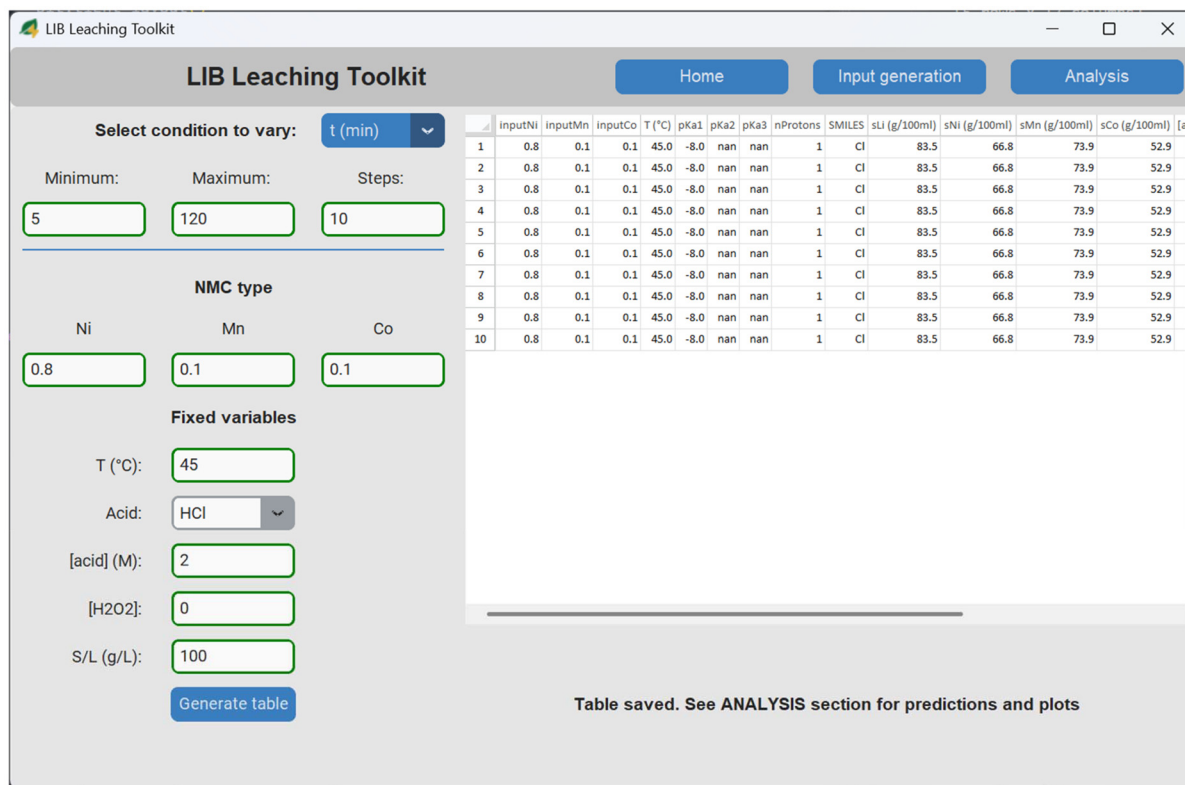 LIB Leaching Toolkit
LIB Leaching Toolkit Home Input generation Analysis
Select condition to vary: t (min)
Minimum: Maximum: Steps:
5 120 10
NMC type
Ni Mn Co
0.8 0.1 0.1
Fixed variables
T (°C): 45
Acid: HCl
[acid] (M): 2
[H2O2]: 0
S/L (g/L): 100
Generate table
inputNi inputMn inputCo T (°C) pKa1 pKa2 pKa3 nProtons SMILES sLi (g/100ml) sNi (g/100ml) sMn (g/100ml) sCo (g/100ml)
1 0.8 0.1 0.1 45.0 -8.0 nan nan 1 Cl 83.5 66.8 73.9 52.9
2 0.8 0.1 0.1 45.0 -8.0 nan nan 1 Cl 83.5 66.8 73.9 52.9
3 0.8 0.1 0.1 45.0 -8.0 nan nan 1 Cl 83.5 66.8 73.9 52.9
4 0.8 0.1 0.1 45.0 -8.0 nan nan 1 Cl 83.5 66.8 73.9 52.9
5 0.8 0.1 0.1 45.0 -8.0 nan nan 1 Cl 83.5 66.8 73.9 52.9
6 0.8 0.1 0.1 45.0 -8.0 nan nan 1 Cl 83.5 66.8 73.9 52.9
7 0.8 0.1 0.1 45.0 -8.0 nan nan 1 Cl 83.5 66.8 73.9 52.9
8 0.8 0.1 0.1 45.0 -8.0 nan nan 1 Cl 83.5 66.8 73.9 52.9
9 0.8 0.1 0.1 45.0 -8.0 nan nan 1 Cl 83.5 66.8 73.9 52.9
10 0.8 0.1 0.1 45.0 -8.0 nan nan 1 Cl 83.5 66.8 73.9 52.9
Table saved. See ANALYSIS section for predictions and plots